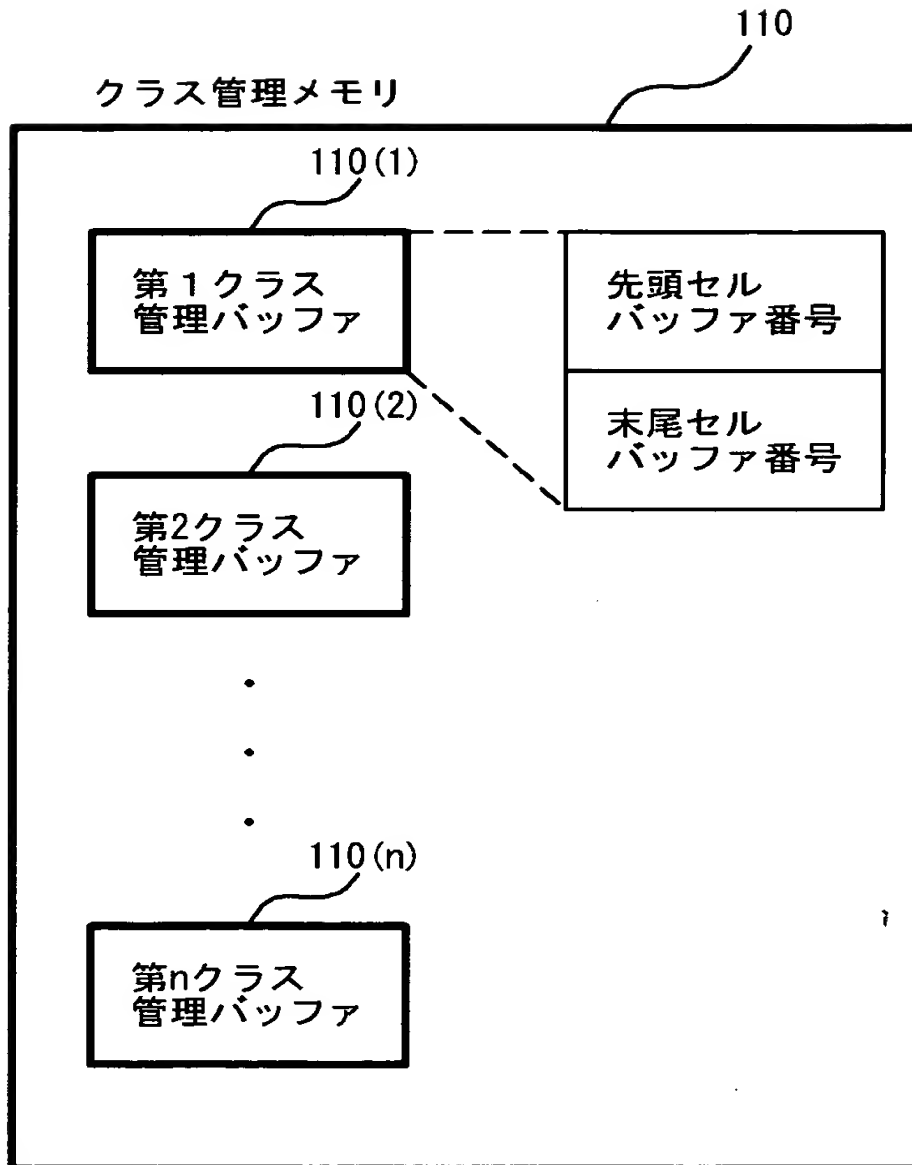 110
クラス管理メモリ
110(1)
第１クラス
管理バッファ
先頭セル
バッファ番号
末尾セル
バッファ番号
110(2)
第2クラス
管理バッファ
110(n)
第nクラス
管理バッファ